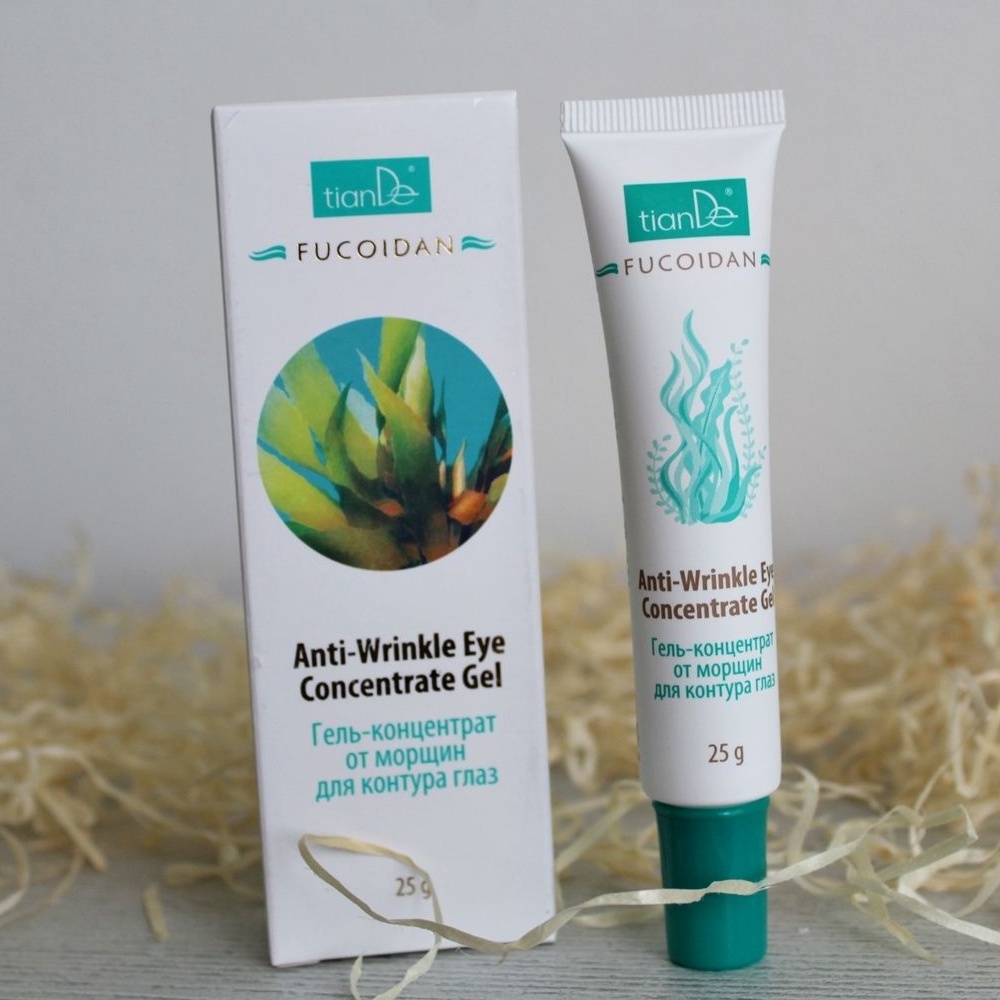 tianDe®
FUCOIDAN
Anti-Wrinkle Eye
Concentrate Gel
Гель-концентрат
от морщин
для контура глаз
25 g
tianDe®
FUCOIDAN
Anti-Wrinkle Eye
Concentrate Gel
Гель-концентрат
от морщин
для контура глаз
25 g